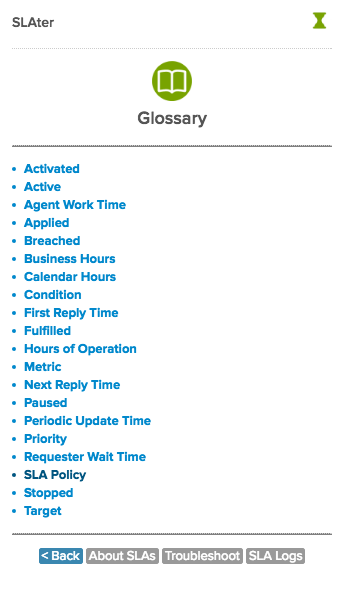 SLAter
Glossary
• Activated
• Active
• Agent Work Time
• Applied
• Breached
• Business Hours
• Calendar Hours
• Condition
• First Reply Time
• Fulfilled
• Hours of Operation
• Metric
• Next Reply Time
• Paused
• Periodic Update Time
• Priority
• Requester Wait Time
• SLA Policy
• Stopped
• Target
< Back About SLAs Troubleshoot SLA Logs